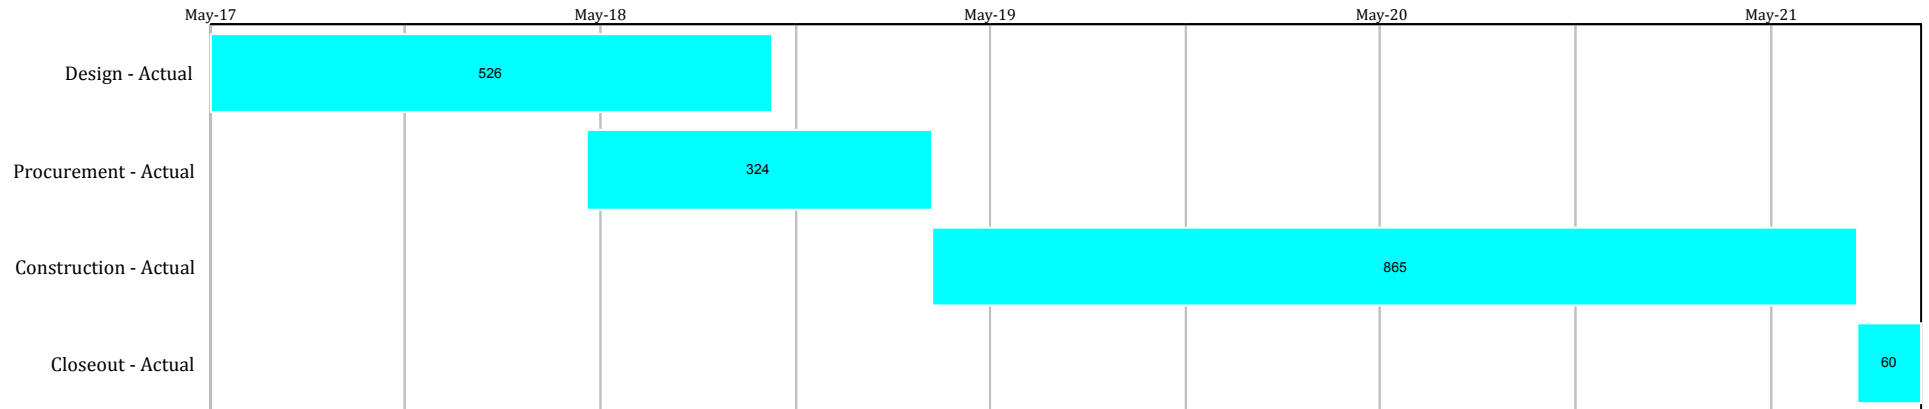 May-17 May-18 May-19 May-20 May-21
Design - Actual 526
Procurement - Actual 324
Construction - Actual 865
Closeout - Actual 60